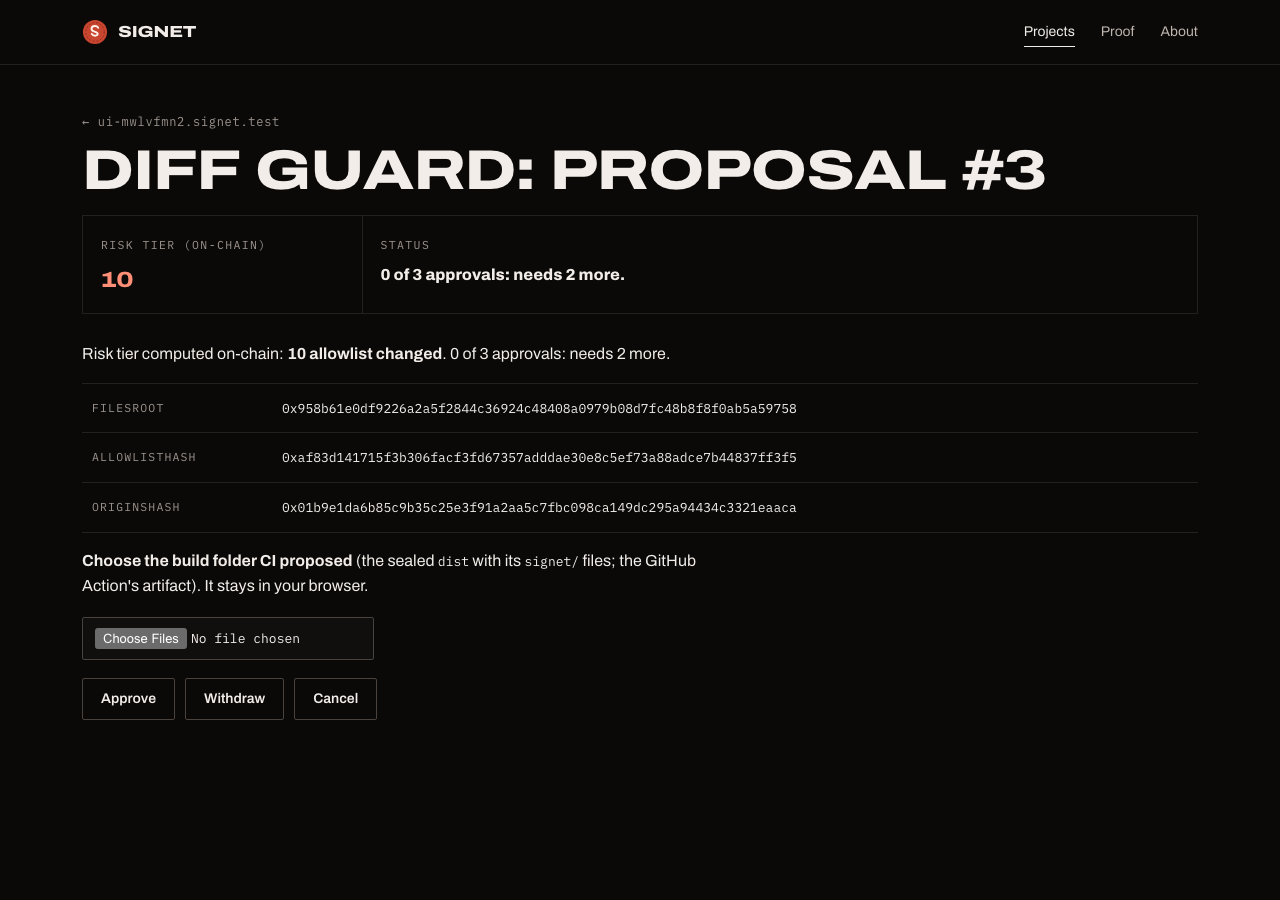 S SIGNET
Projects Proof About
← ui-mwlvfmn2.signet.test
DIFF GUARD: PROPOSAL #3
RISK TIER (ON-CHAIN)
10
STATUS
0 of 3 approvals: needs 2 more.
Risk tier computed on-chain: 10 allowlist changed. 0 of 3 approvals: needs 2 more.
FILESROOT 0x958b61e0df9226a2a5f2844c36924c48408a0979b08d7fc48b8f8f0ab5a59758
ALLOWLISTHASH 0xaf83d141715f3b306facf3fd67357adddae30e8c5ef73a88adce7b44837ff3f5
ORIGINSHASH 0x01b9e1da6b85c9b35c25e3f91a2aa5c7fbc098ca149dc295a94434c3321eaaca
Choose the build folder CI proposed (the sealed dist with its signet/ files; the GitHub
Action's artifact). It stays in your browser.
Choose Files No file chosen
Approve Withdraw Cancel